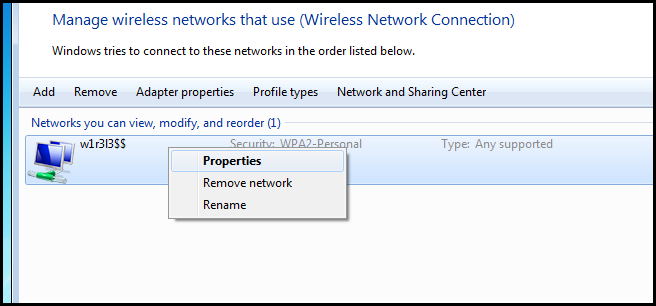 Manage wireless networks that use (Wireless Network Connection)
Windows tries to connect to these networks in the order listed below.
Add Remove Adapter properties Profile types Network and Sharing Center
Networks you can view, modify, and reorder (1)
w1r3l3$$ Security: WPA2-Personal Type: Any supported
Properties
Remove network
Rename